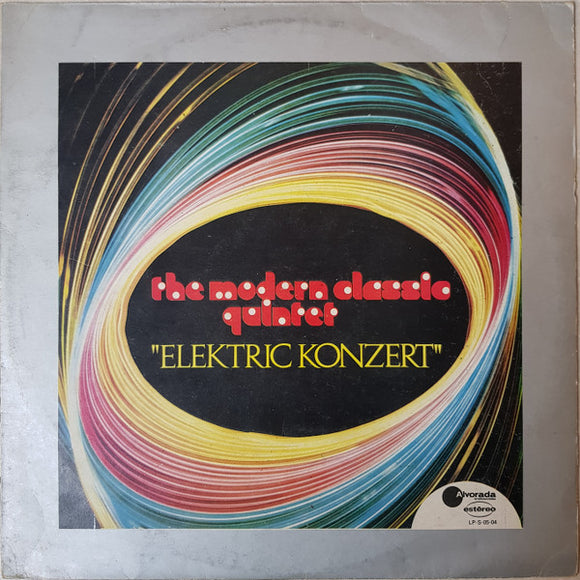 the modern classic
quintet
"ELEKTRIC KONZERT"
Alvorada
estéreo
LP-S-05-04